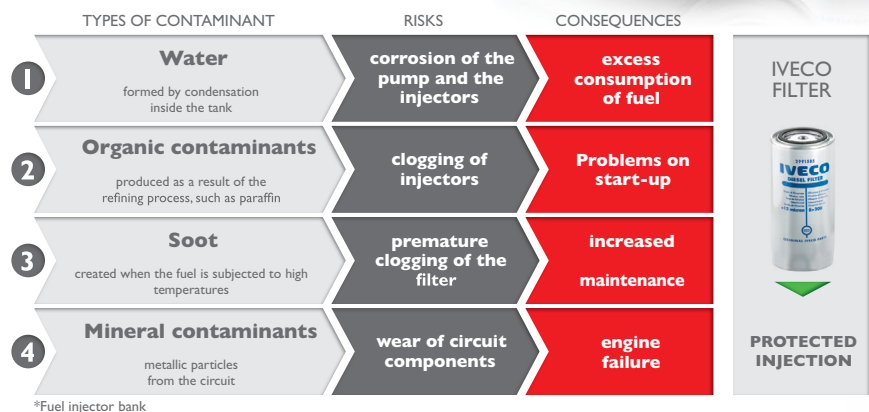 TYPES OF CONTAMINANT
RISKS
CONSEQUENCES
1
Water
formed by condensation
inside the tank
corrosion of the
pump and the
injectors
excess
consumption
of fuel
2
Organic contaminants
produced as a result of the
refining process, such as paraffin
clogging of
injectors
Problems on
start-up
3
Soot
created when the fuel is subjected to high
temperatures
premature
clogging of the
filter
increased
maintenance
4
Mineral contaminants
metallic particles
from the circuit
wear of circuit
components
engine
failure
*Fuel injector bank
IVECO
FILTER
IVECO
DIESEL FILTER
PROTECTED
INJECTION